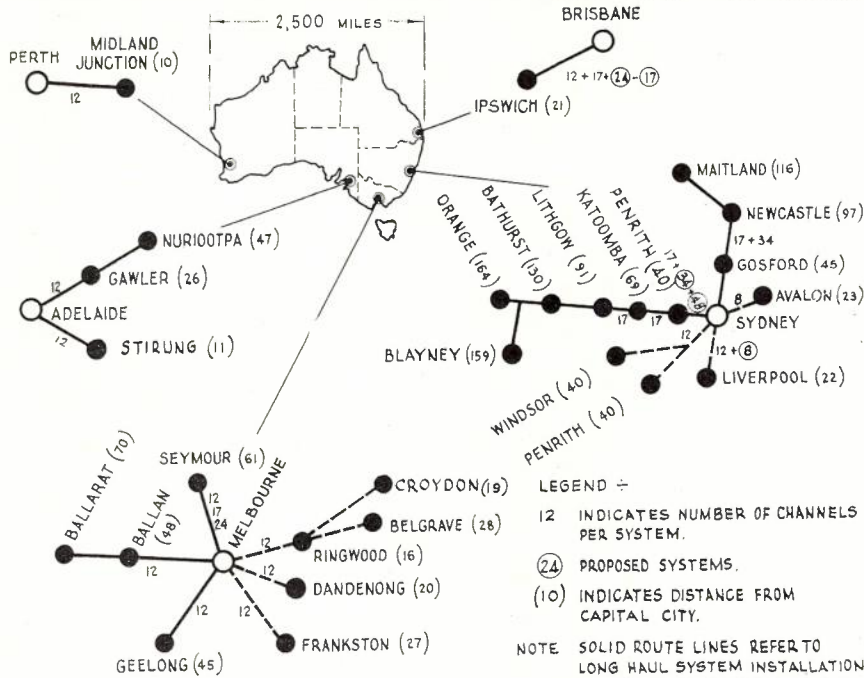 2,500 MILES
BRISBANE
12 + 17 + 24 - 17
IPSWICH (21)
PERTH
MIDLAND
JUNCTION (10)
12
NURIOOTPA (47)
12
GAWLER (26)
ADELAIDE
12
STIRUNG (11)
MAITLAND (116)
NEWCASTLE (97)
17 + 34
GOSFORD (45)
AVALON (23)
8
SYDNEY
ORANGE (164)
BATHURST (130)
LITHGOW (91)
KATOOMBA (69)
PENRITH (40)
17 + 34 + 48
17
17
12
BLAYNEY (159)
12 + 8
LIVERPOOL (22)
WINDSOR (40)
PENRITH (40)
SEYMOUR (61)
12
17
24
MELBOURNE
BALLARAT (70)
BALLAN
(48)
12
CROYDON (19)
BELGRAVE (28)
12
RINGWOOD (16)
12
DANDENONG (20)
12
FRANKSTON (27)
12
GEELONG (45)
LEGEND ÷
12 INDICATES NUMBER OF CHANNELS
PER SYSTEM.
24 PROPOSED SYSTEMS.
(10) INDICATES DISTANCE FROM
CAPITAL CITY.
NOTE SOLID ROUTE LINES REFER TO
LONG HAUL SYSTEM INSTALLATION